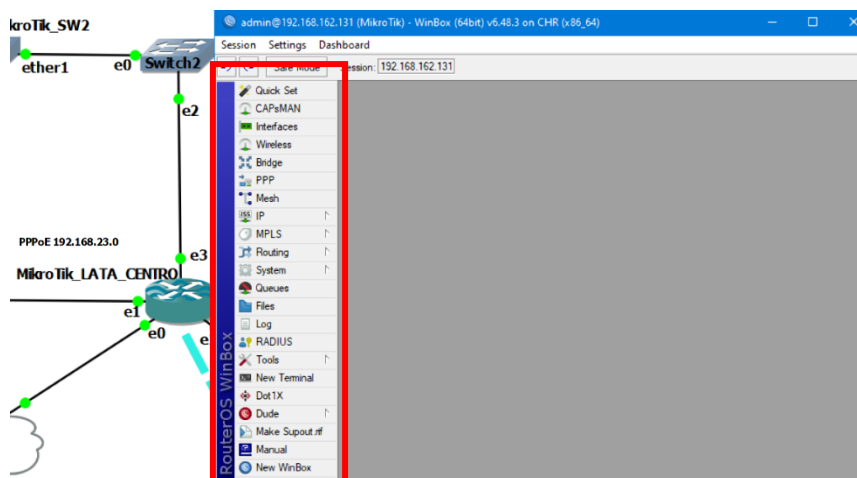 kroTik_SW2
ether1
e0
Switch2
e2
PPPoE 192.168.23.0
e3
MikroTik_LATA_CENTRO
e1
e0
e
admin@192.168.162.131 (MikroTik) - WinBox (64bit) v6.48.3 on CHR (x86_64)
Session Settings Dashboard
Safe Mode
Session: 192.168.162.131
Quick Set
CAPsMAN
Interfaces
Wireless
Bridge
PPP
Mesh
IP
MPLS
Routing
System
Queues
Files
Log
RADIUS
Tools
New Terminal
Dot1X
Dude
Make Supout.rif
Manual
New WinBox
RouterOS WinBox